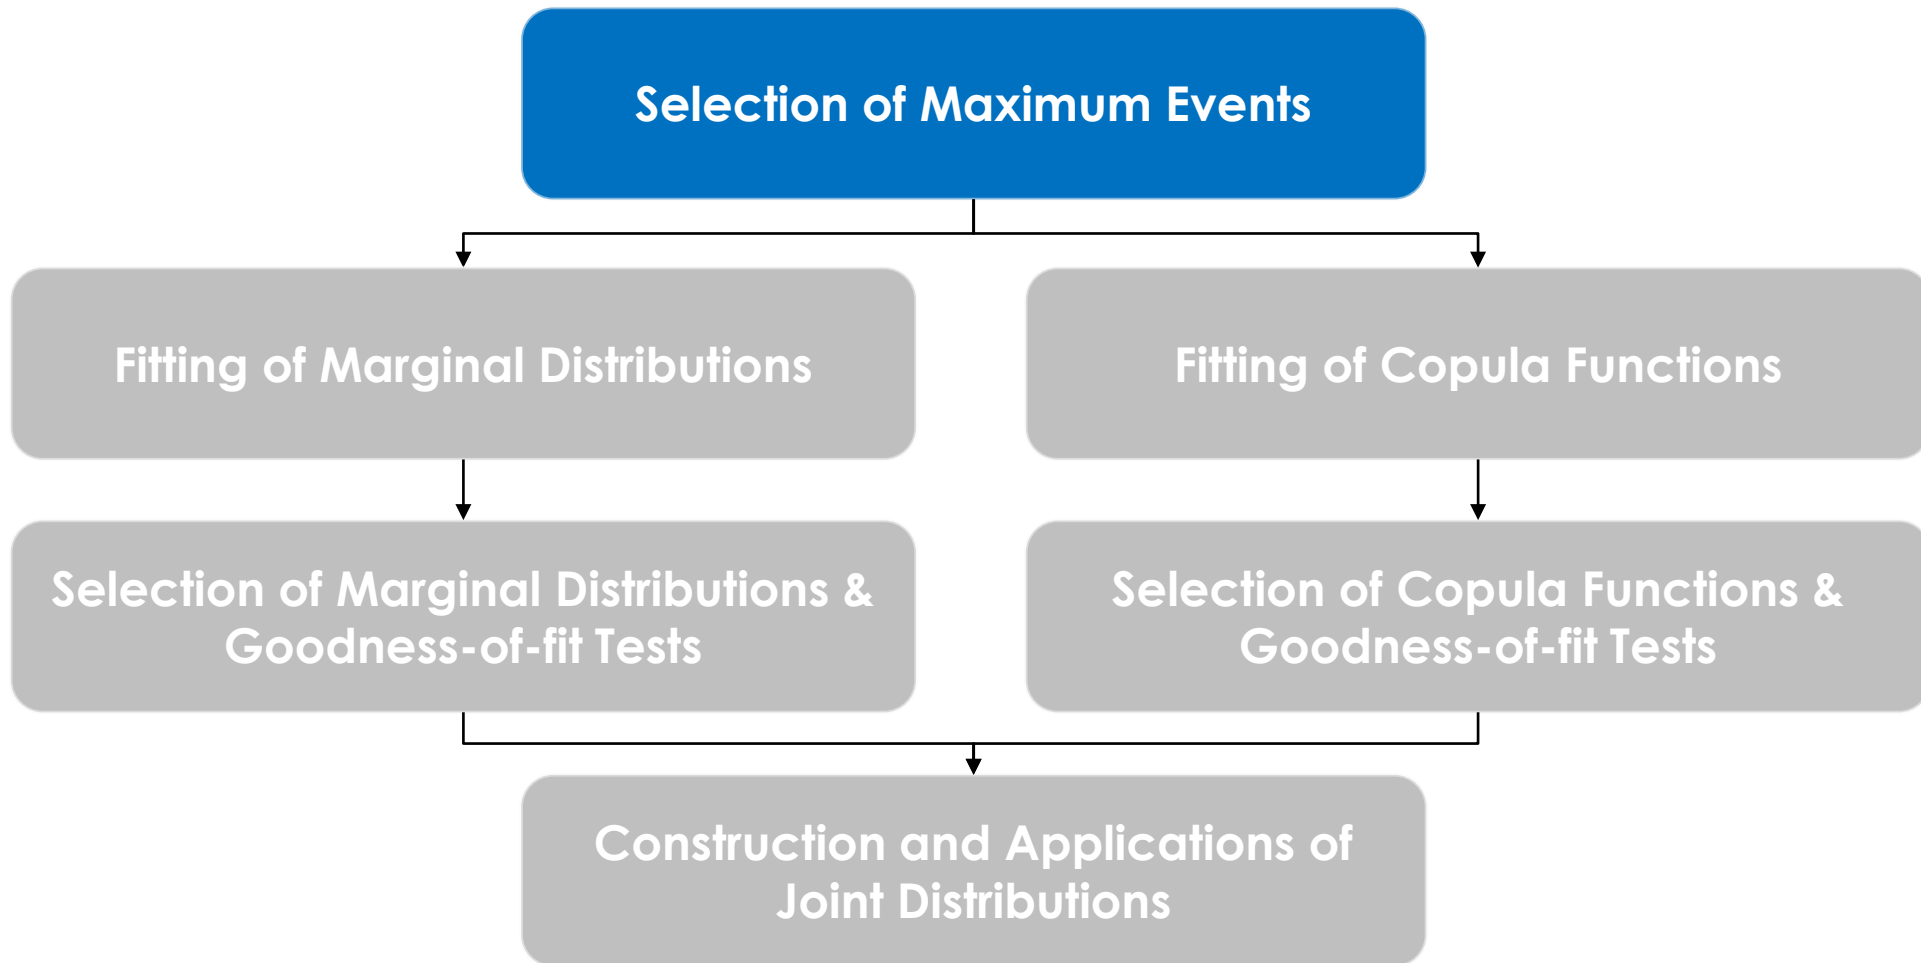 Selection of Maximum Events
Fitting of Marginal Distributions
Fitting of Copula Functions
Selection of Marginal Distributions &
Goodness-of-fit Tests
Selection of Copula Functions &
Goodness-of-fit Tests
Construction and Applications of
Joint Distributions